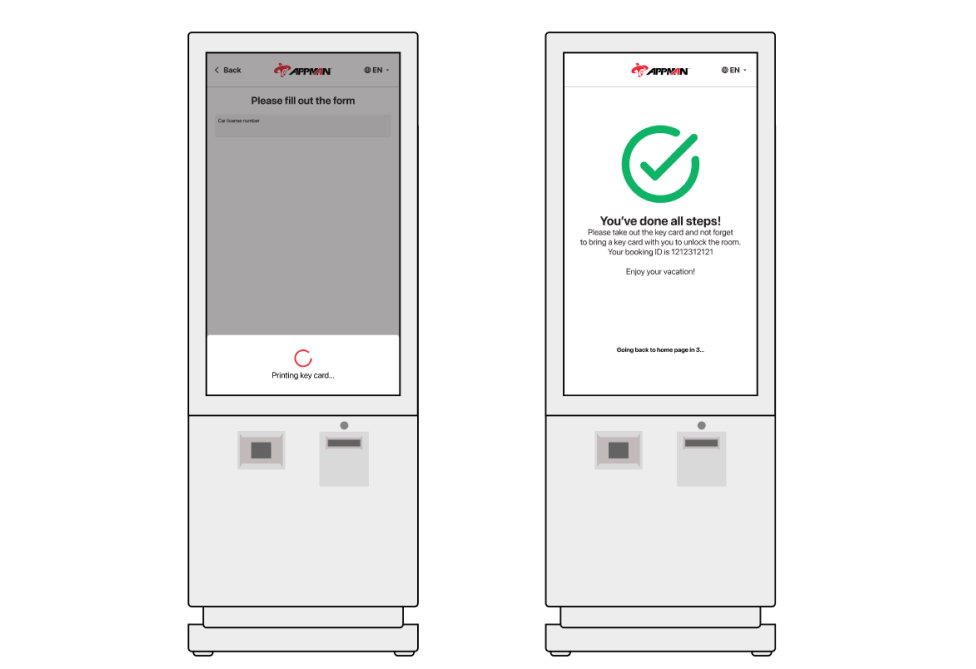 Back
APPMAN
EN
Please fill out the form
Car license number
Printing key card...
APPMAN
EN
You've done all steps!
Please take out the key card and not forget
to bring a key card with you to unlock the room.
Your booking ID is 1212312121
Enjoy your vacation!
Going back to home page in 3...